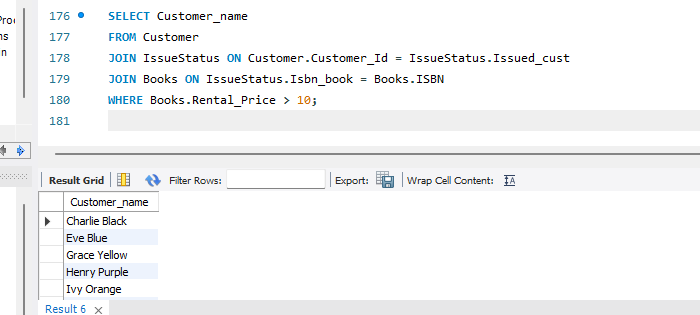 Proc
ns
n
176 SELECT Customer_name
177 FROM Customer
178 JOIN IssueStatus ON Customer.Customer_Id = IssueStatus.Issued_cust
179 JOIN Books ON IssueStatus.Isbn_book = Books.ISBN
180 WHERE Books.Rental_Price > 10;
181
Result Grid Filter Rows: Export: Wrap Cell Content: IA
Customer_name
Charlie Black
Eve Blue
Grace Yellow
Henry Purple
Ivy Orange
Result 6 ×